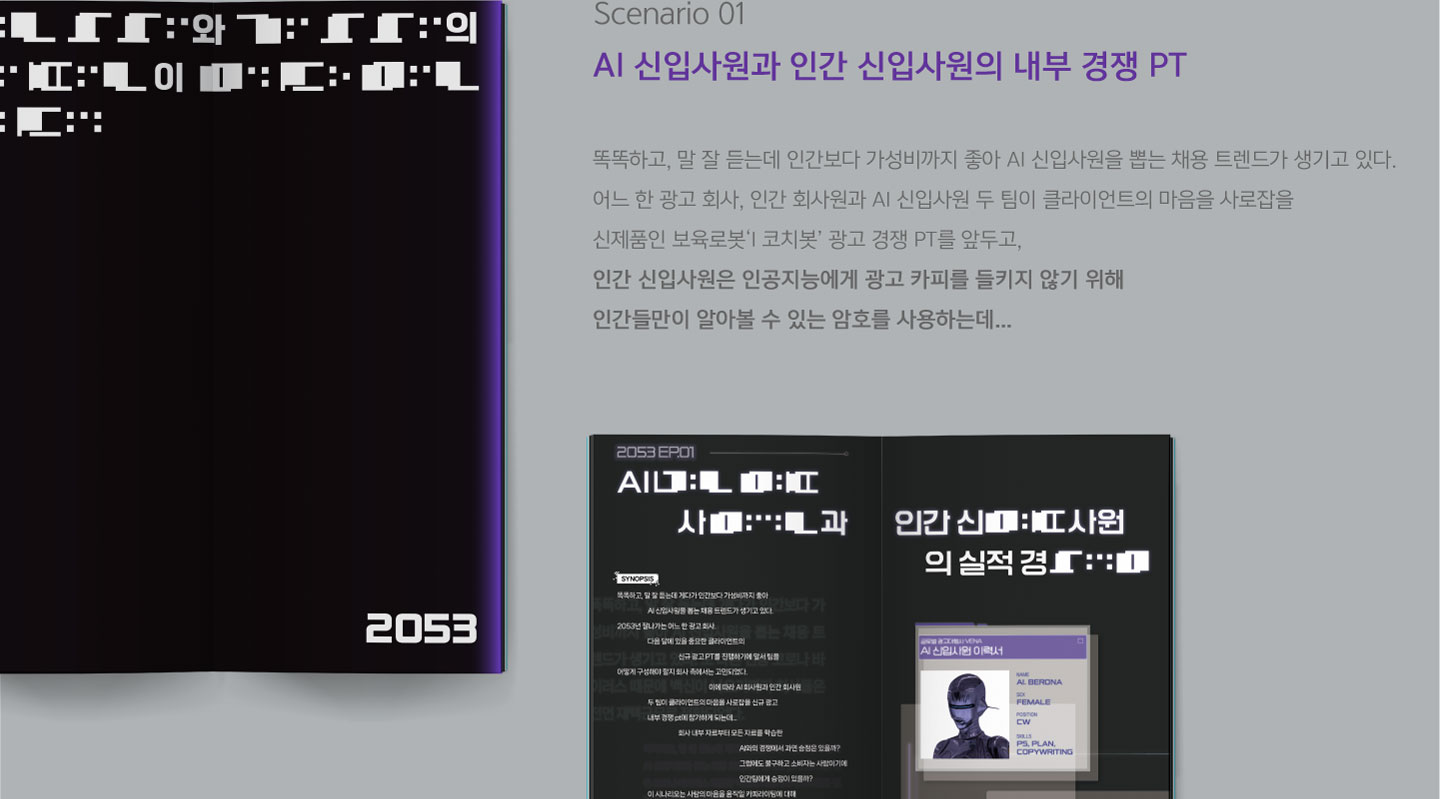 와 의
이
2053
Scenario 01
AI 신입사원과 인간 신입사원의 내부 경쟁 PT
똑똑하고, 말 잘 듣는데 인간보다 가성비까지 좋아 AI 신입사원을 뽑는 채용 트렌드가 생기고 있다.
어느 한 광고 회사, 인간 회사원과 AI 신입사원 두 팀이 클라이언트의 마음을 사로잡을
신제품인 보육로봇‘I 코치봇’ 광고 경쟁 PT를 앞두고,
인간 신입사원은 인공지능에게 광고 카피를 들키지 않기 위해
인간들만이 알아볼 수 있는 암호를 사용하는데...
2053 EP.01
AI
사 과
SYNOPSIS
똑똑하고, 말 잘 듣는데 게다가 인간보다 가성비까지 좋아
AI 신입사원을 뽑는 채용 트렌드가 생기고 있다.
2053년 잘나가는 어느 한 광고 회사.
다음 달에 있을 중요한 클라이언트의
신규 광고 PT를 진행하기에 앞서 팀을
어떻게 구성해야 할지 회사 측에서는 고민되었다.
이에 따라 AI 회사원과 인간 회사원
두 팀이 클라이언트의 마음을 사로잡을 신규 광고
내부 경쟁 pt에 참가하게 되는데...
회사 내부 자료부터 모든 자료를 학습한
AI와의 경쟁에서 과연 승점은 있을까?
그럼에도 불구하고 소비자는 사람이기에
인간팀에게 승점이 있을까?
이 시나리오는 사람의 마음을 움직일 카피라이팅에 대해
인간 신 사원
의 실적 경
글로벌 광고대행사 VENA
AI 신입사원 이력서
NAME
AI. BERONA
SEX
FEMALE
POSITION
CW
SKILLS
PS, PLAN,
COPYWRITING